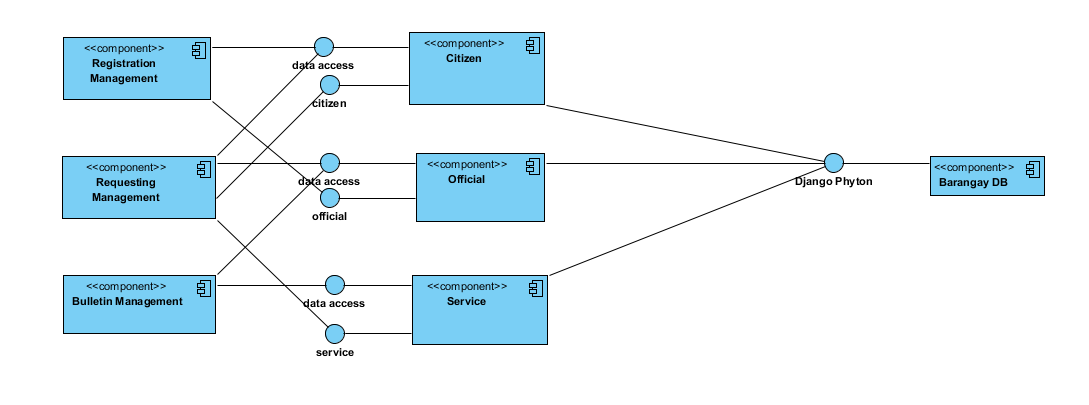 <<component>>
Registration
Management
data access
citizen
<<component>>
Citizen
<<component>>
Requesting
Management
data access
official
<<component>>
Official
Django Phyton
<<component>>
Barangay DB
<<component>>
Bulletin Management
data access
service
<<component>>
Service